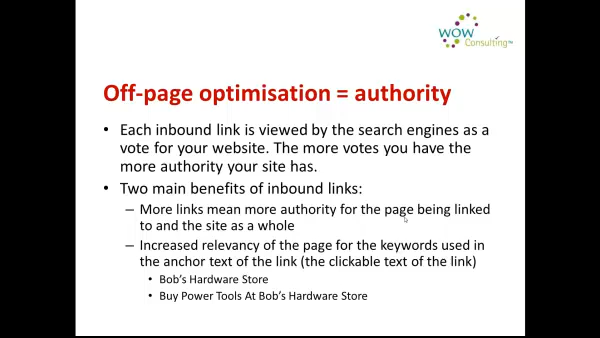 WOW
Consulting™
Off-page optimisation = authority
• Each inbound link is viewed by the search engines as a
vote for your website. The more votes you have the
more authority your site has.
• Two main benefits of inbound links:
– More links mean more authority for the page being linked
to and the site as a whole
– Increased relevancy of the page for the keywords used in
the anchor text of the link (the clickable text of the link)
• Bob's Hardware Store
• Buy Power Tools At Bob's Hardware Store